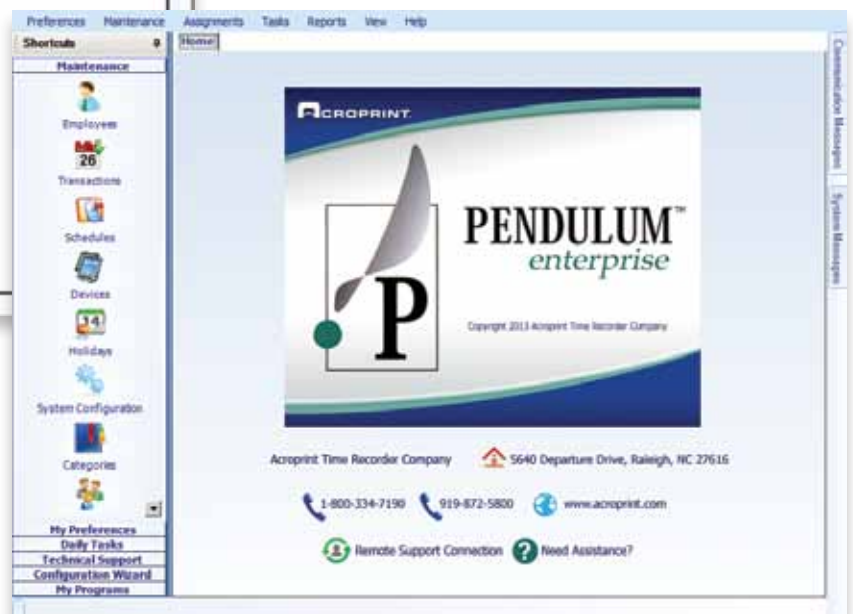 Preferences Maintenance Assignments Tasks Reports View Help
Shortcuts
Home
Maintenance
Employees
26
Transactions
Schedules
Devices
14
Holidays
System Configuration
Categories
My Preferences
Daily Tasks
Technical Support
Configuration Wizard
My Programs
ACROPRINT
P
PENDULUM™
enterprise
Copyright 2013 Acroprint Time Recorder Company
Acroprint Time Recorder Company
5640 Departure Drive, Raleigh, NC 27616
1-800-334-7190 919-872-5800 www.acroprint.com
Remote Support Connection ? Need Assistance?
Communication Messages
System Messages